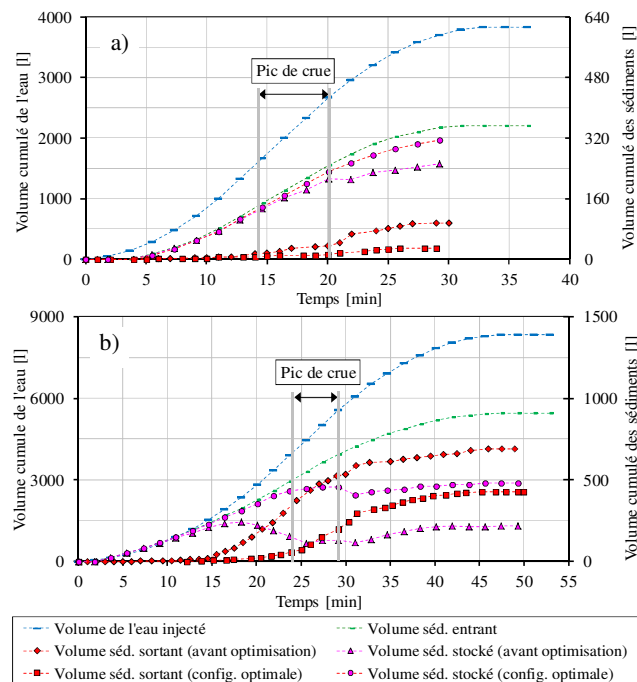 a)
Pic de crue
Volume cumulé de l'eau [l]
4000
3000
2000
1000
0
640
480
320
160
0
Volume cumulé des sédiments [l]
0 5 10 15 20 25 30 35 40
Temps [min]
b)
Pic de crue
Volume cumule de l'eau [l]
9000
6000
3000
0
1500
1000
500
0
Volume cumulé des sédiments [l]
0 5 10 15 20 25 30 35 40 45 50 55
Temps [min]
Volume de l'eau injecté
Volume séd. entrant
Volume séd. sortant (avant optimisation)
Volume séd. stocké (avant optimisation)
Volume séd. sortant (config. optimale)
Volume séd. stocké (config. optimale)